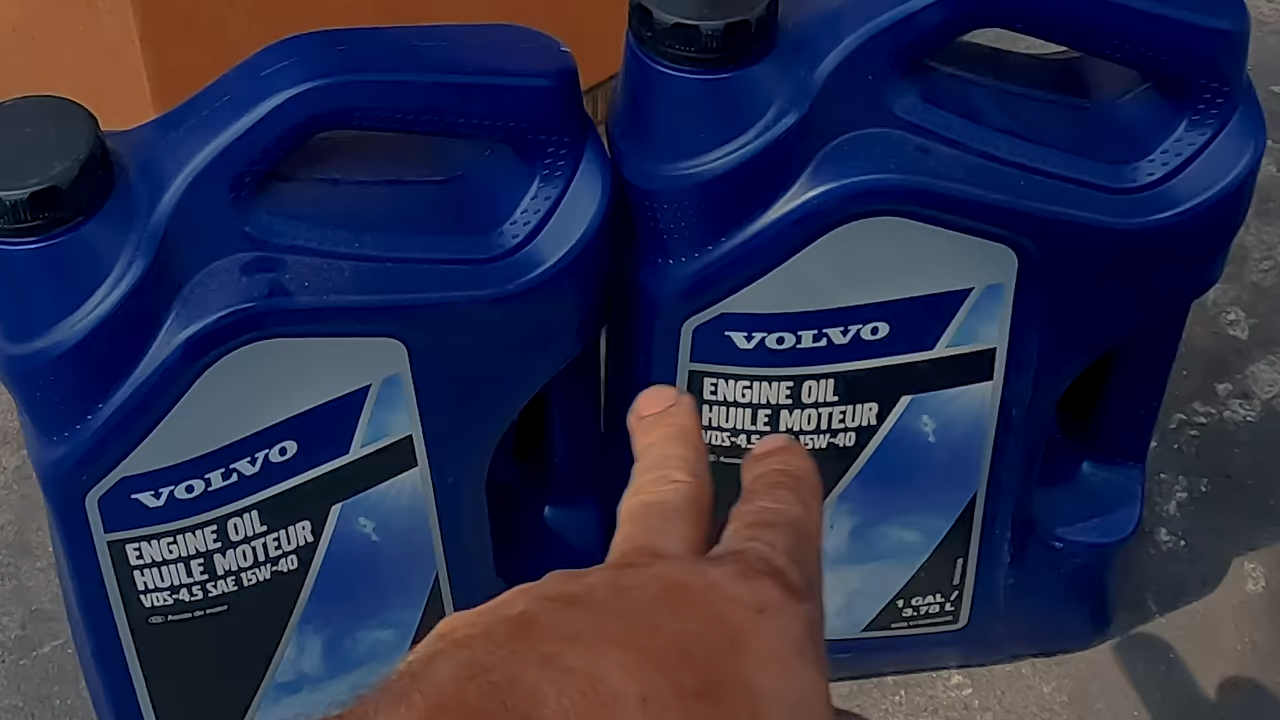 VOLVO
ENGINE OIL
HUILE MOTEUR
VDS-4.5 SAE 15W-40
VOLVO
ENGINE OIL
HUILE MOTEUR
VDS-4.5 15W-40
1 GAL /
3.78 L